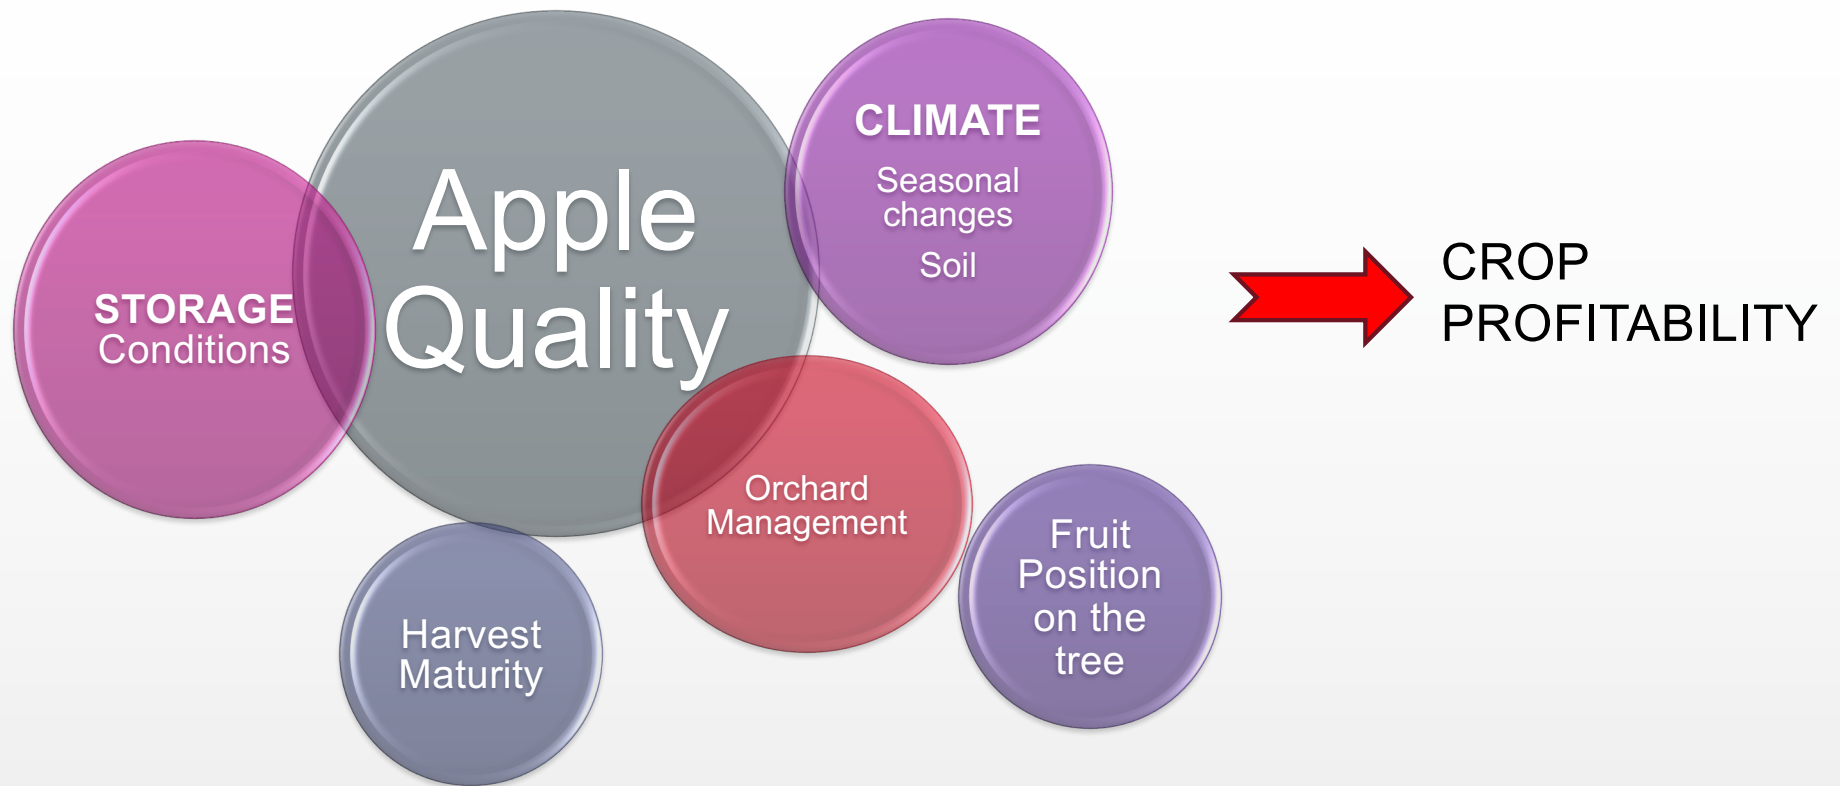 Apple
Quality
CLIMATE
Seasonal
changes
Soil
STORAGE
Conditions
Orchard
Management
Fruit
Position
on the
tree
Harvest
Maturity
CROP
PROFITABILITY